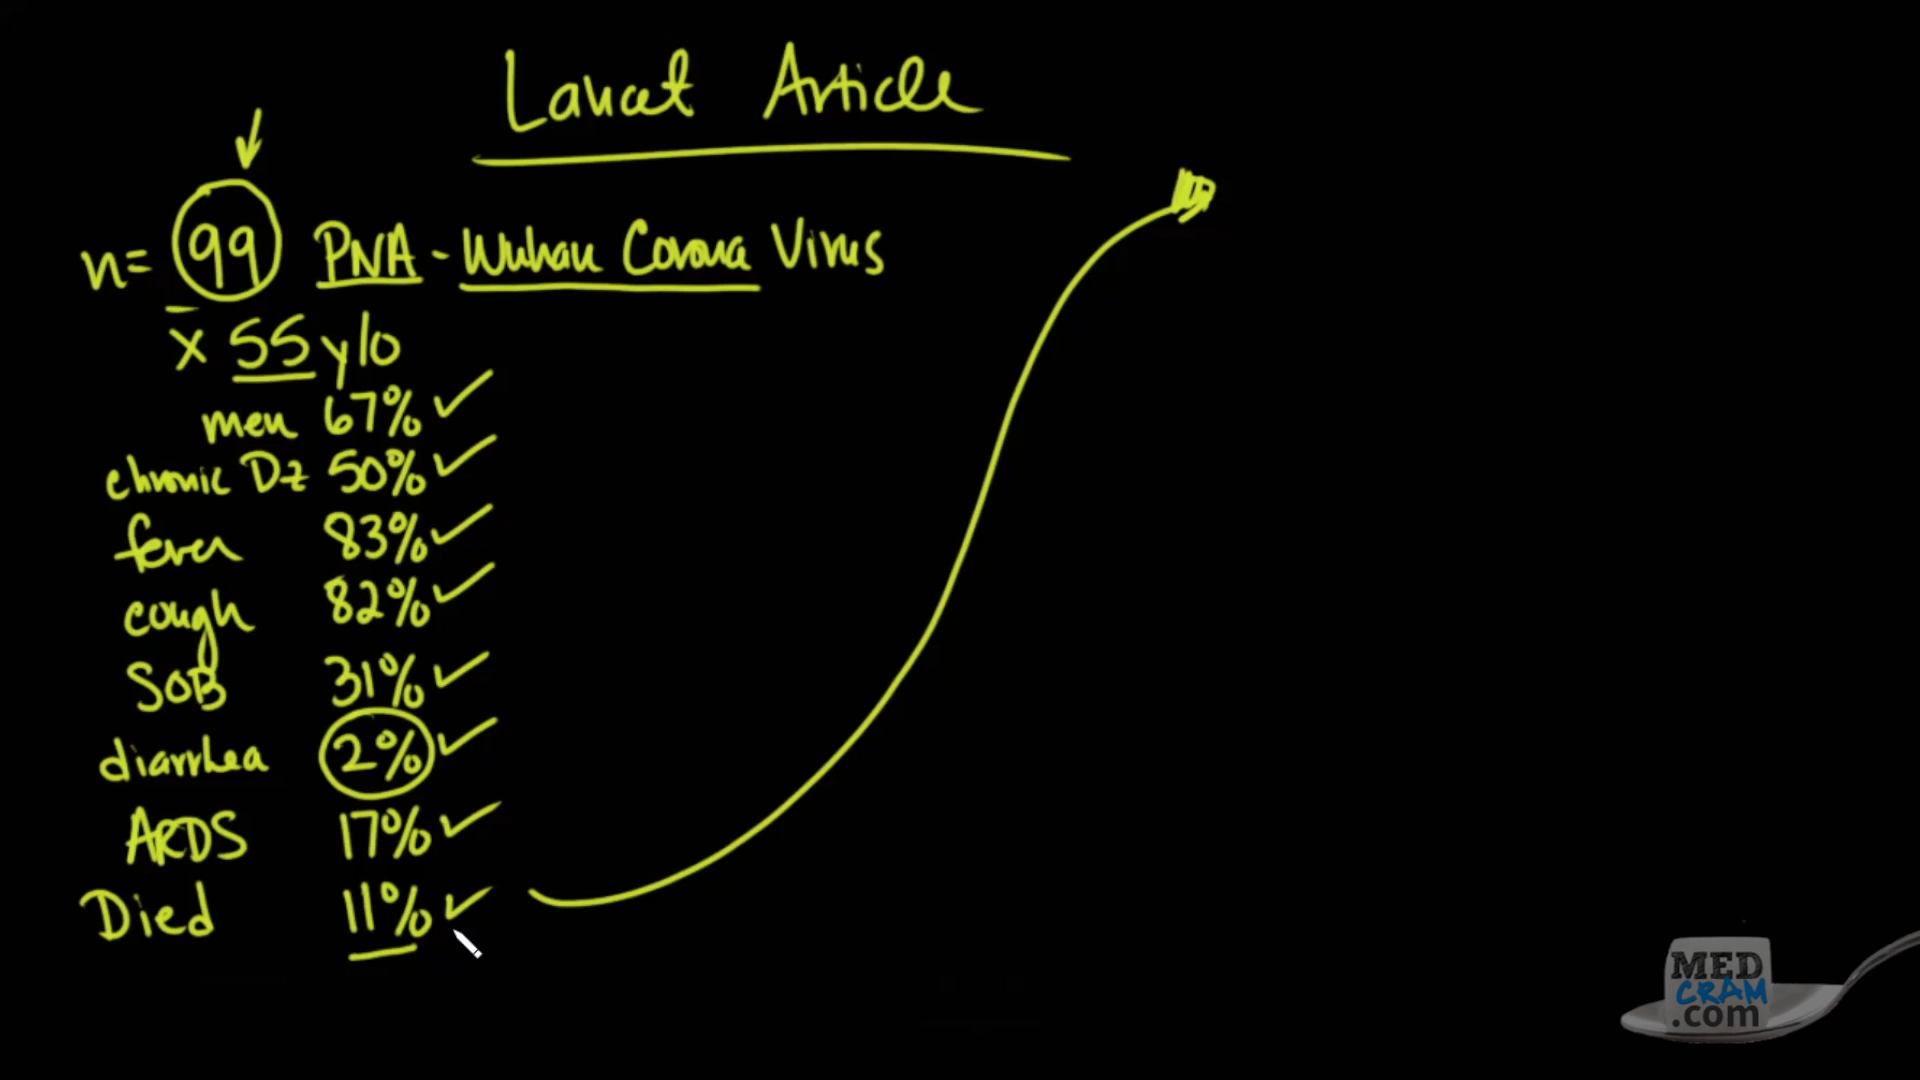 Lancet Article
n= 99 PNA - Wuhan Corona Virus
x̄ 55 y/o
men 67% ✓
chronic Dz 50% ✓
fever 83% ✓
cough 82% ✓
SOB 31% ✓
diarrhea 2% ✓
ARDS 17% ✓
Died 11% ✓
MED
CRAM
.com